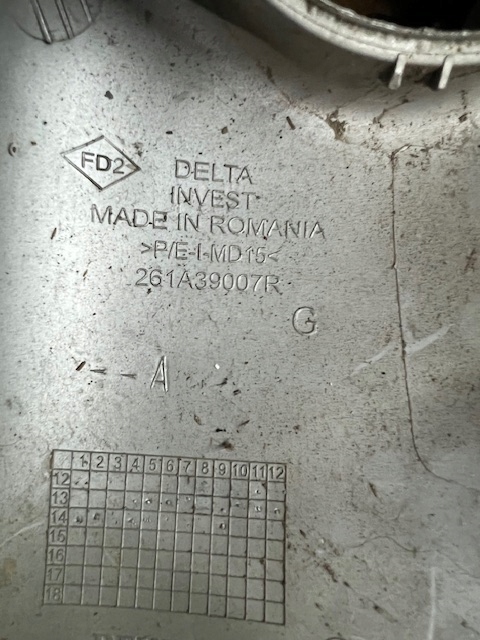 FD2
DELTA
INVEST
MADE IN ROMANIA
>P/E-I-MD15<
261A39007R
G
A
1 2 3 4 5 6 7 8 9 10 11 12
12
13
14
15
16
17
18